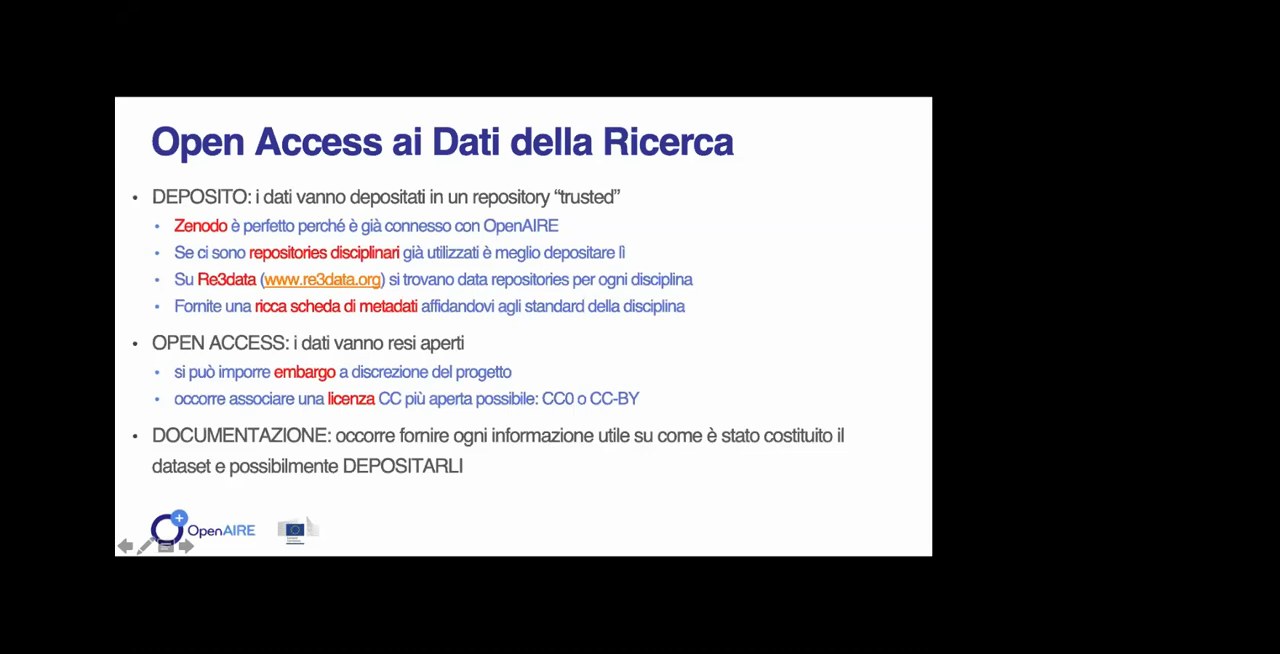 Open Access ai Dati della Ricerca
• DEPOSITO: i dati vanno depositati in un repository “trusted”
• Zenodo è perfetto perché è già connesso con OpenAIRE
• Se ci sono repositories disciplinari già utilizzati è meglio depositare lì
• Su Re3data (www.re3data.org) si trovano data repositories per ogni disciplina
• Fornite una ricca scheda di metadati affidandovi agli standard della disciplina
• OPEN ACCESS: i dati vanno resi aperti
• si può imporre embargo a discrezione del progetto
• occorre associare una licenza CC più aperta possibile: CC0 o CC-BY
• DOCUMENTAZIONE: occorre fornire ogni informazione utile su come è stato costituito il
dataset e possibilmente DEPOSITARLI
OpenAIRE